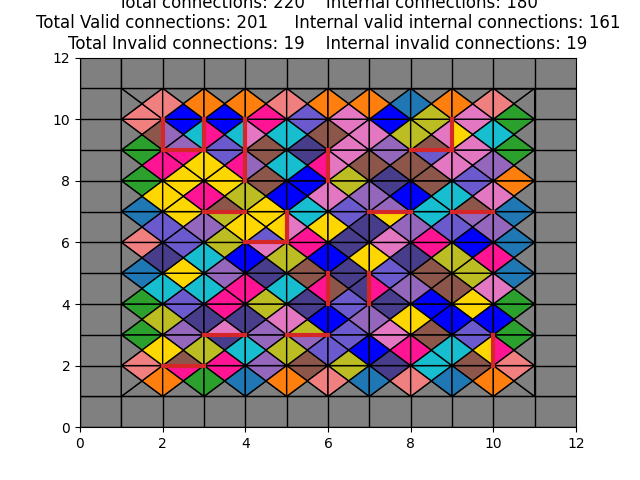 Total connections: 220 Internal connections: 180
Total Valid connections: 201 Internal valid internal connections: 161
Total Invalid connections: 19 Internal invalid connections: 19
12
10
8
6
4
2
0
0 2 4 6 8 10 12